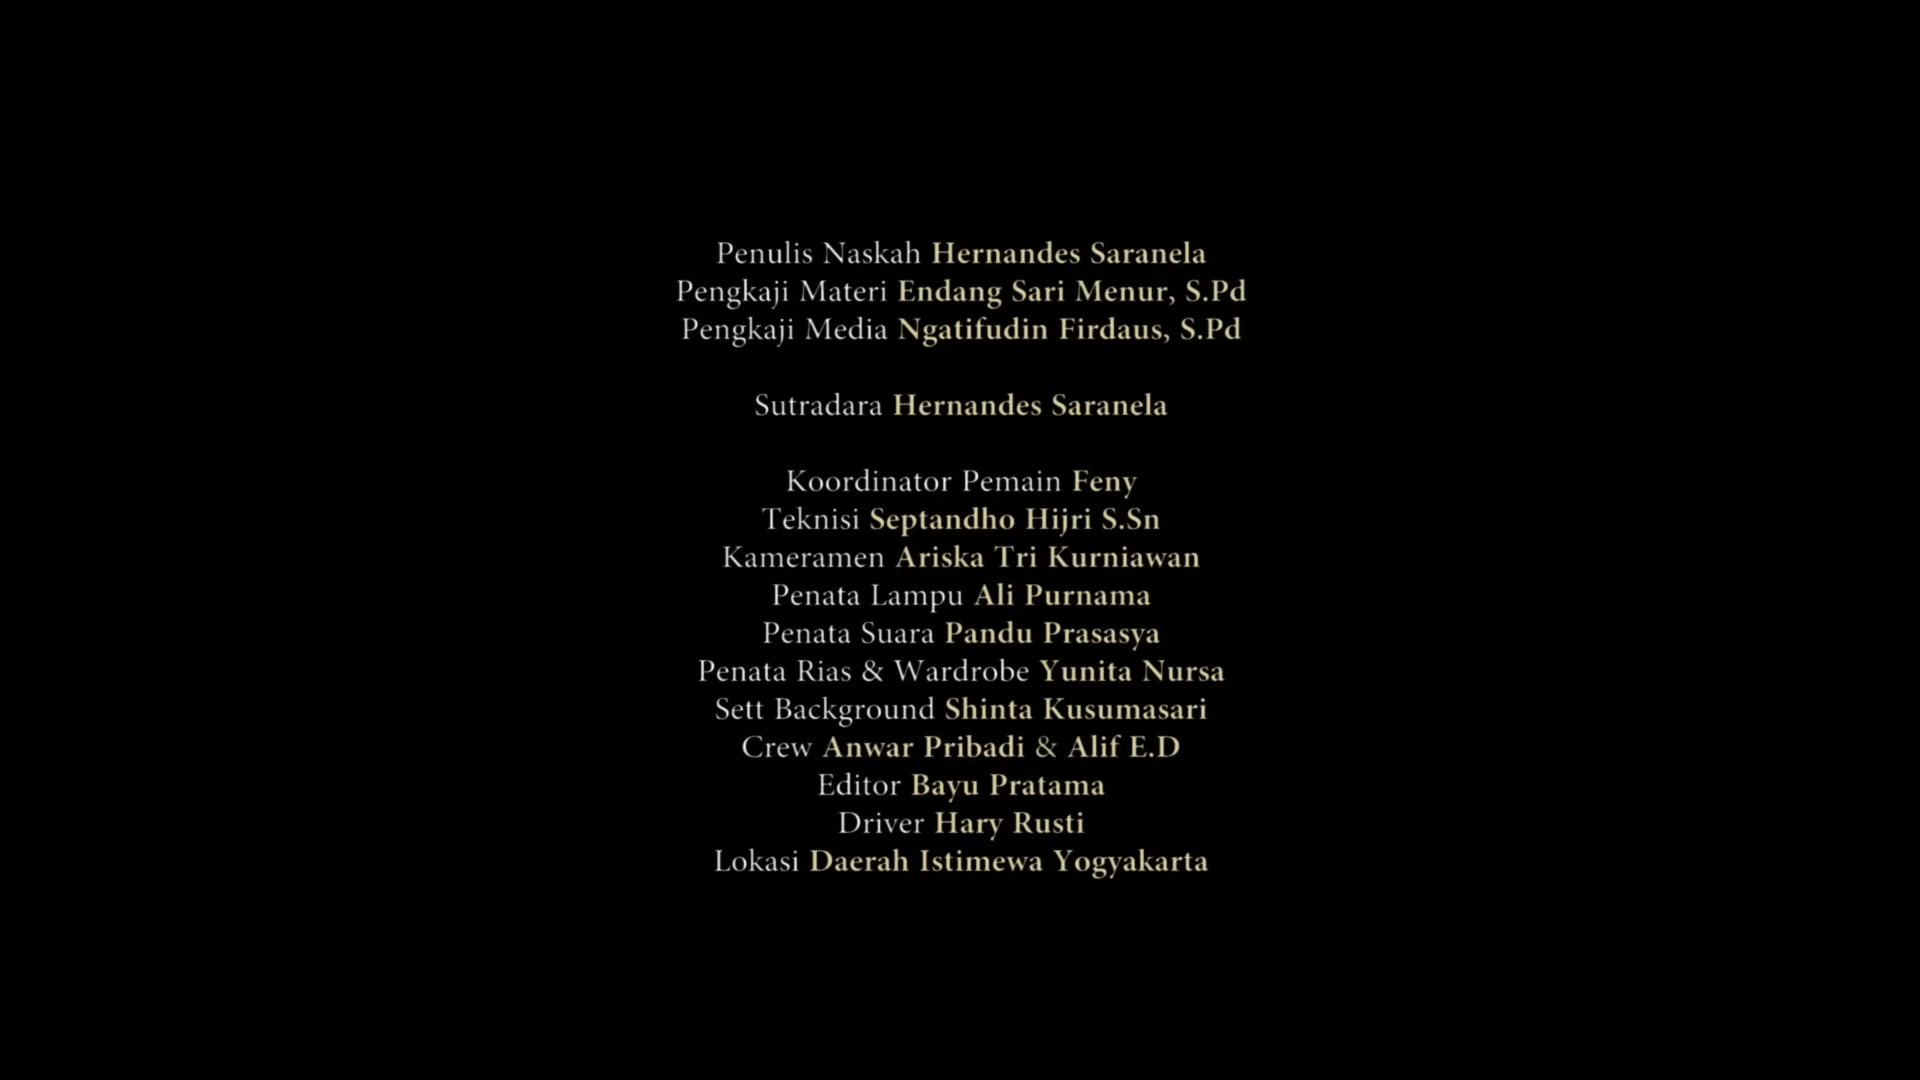 Penulis Naskah Hernandes Saranela
Pengkaji Materi Endang Sari Menur, S.Pd
Pengkaji Media Ngatifudin Firdaus, S.Pd
Sutradara Hernandes Saranela
Koordinator Pemain Feny
Teknisi Septandho Hijri S.Sn
Kameramen Ariska Tri Kurniawan
Penata Lampu Ali Purnama
Penata Suara Pandu Prasasya
Penata Rias & Wardrobe Yunita Nursa
Sett Background Shinta Kusumasari
Crew Anwar Pribadi & Alif E.D
Editor Bayu Pratama
Driver Hary Rusti
Lokasi Daerah Istimewa Yogyakarta